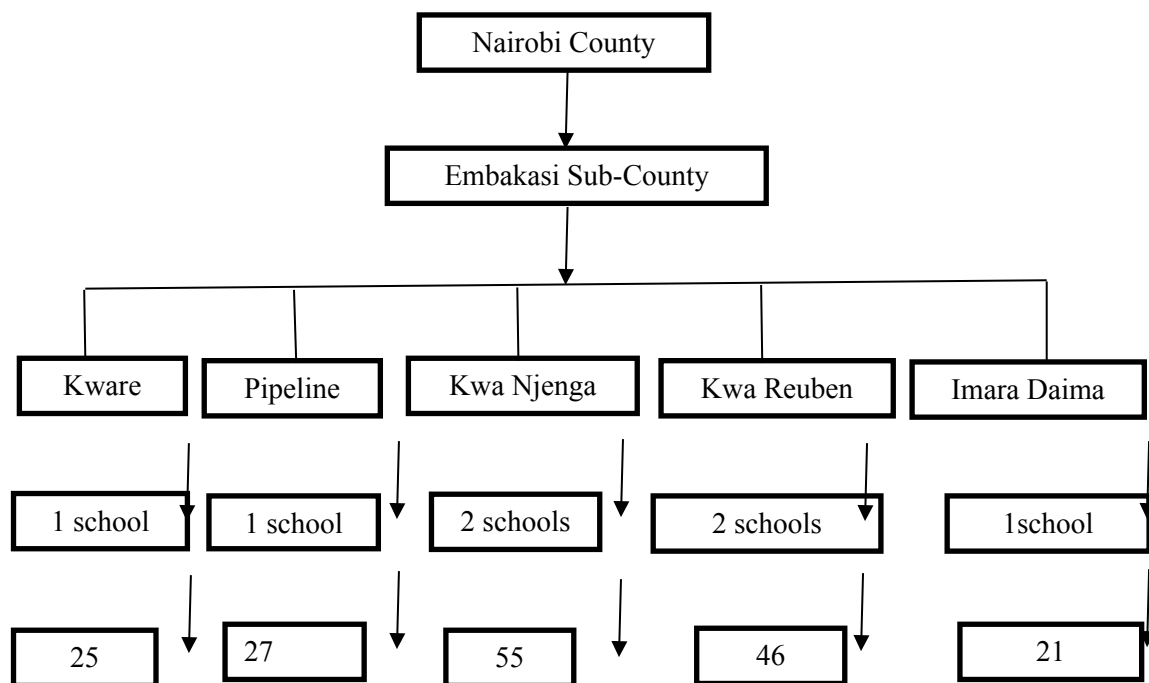 Nairobi County
Embakasi Sub-County
Kware
Pipeline
Kwa Njenga
Kwa Reuben
Imara Daima
1 school
1 school
2 schools
2 schools
1school
25
27
55
46
21